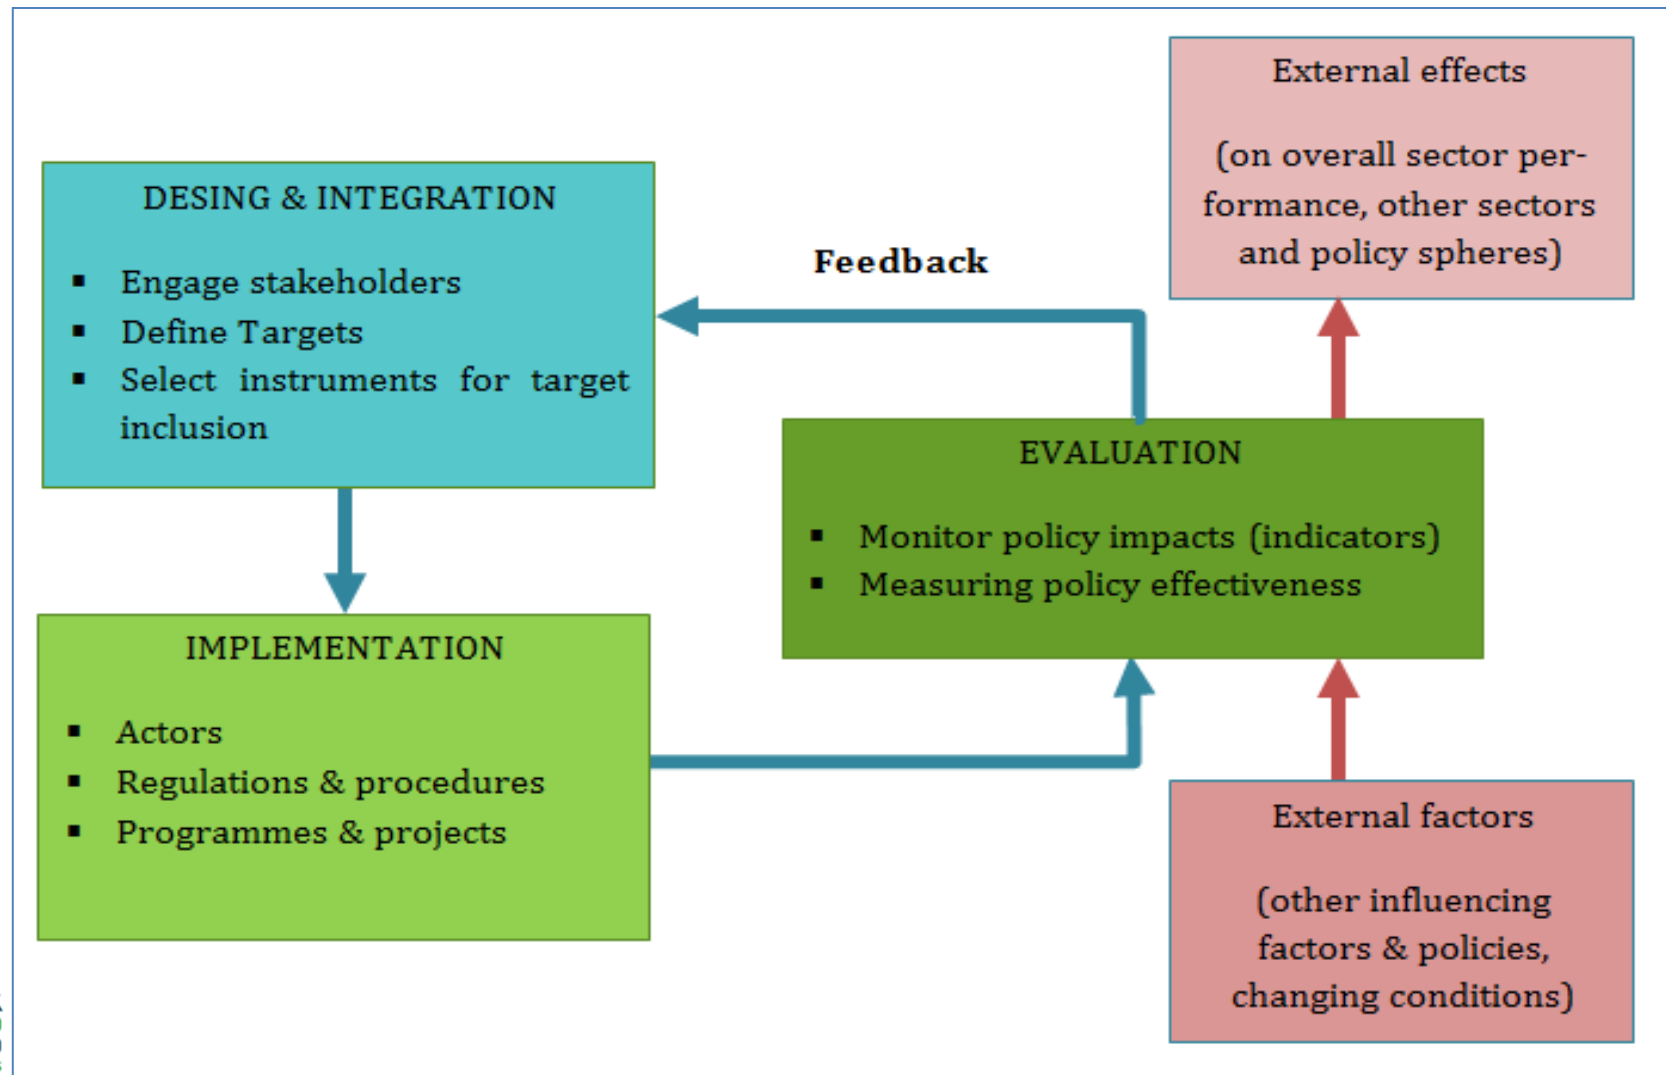 DESING & INTEGRATION
▪ Engage stakeholders
▪ Define Targets
▪ Select instruments for target
inclusion
Feedback
External effects
(on overall sector per-
formance, other sectors
and policy spheres)
EVALUATION
▪ Monitor policy impacts (indicators)
▪ Measuring policy effectiveness
IMPLEMENTATION
▪ Actors
▪ Regulations & procedures
▪ Programmes & projects
External factors
(other influencing
factors & policies,
changing conditions)